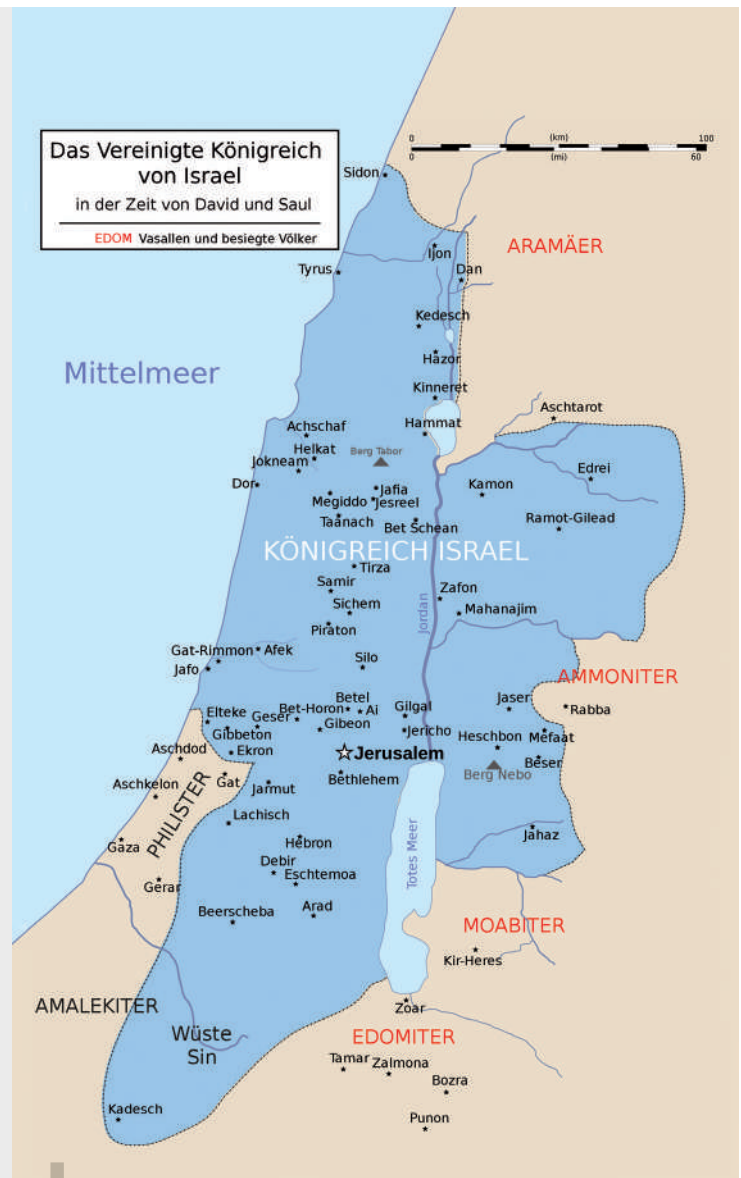 Das Vereinigte Königreich
von Israel
in der Zeit von David und Saul
EDOM Vasallen und besiegte Völker
0 (km) 100
0 (mi) 60
Sidon
ARAMÄER
Ijon
Tyrus
Dan
Kedesch
Hazor
Mittelmeer
Kinneret
Aschtarot
Hammat
Achschaf
Helkat
Berg Tabor
Jokneam
Edrei
Dor
Kamon
Jafia
Megiddo
Jesreel
Taanach
Bet Schean
Ramot-Gilead
KÖNIGREICH ISRAEL
Tirza
Samir
Zafon
Sichem
Mahanajim
Jordan
Piraton
Gat-Rimmon
Afek
Silo
Jafo
AMMONITER
Betel
Jaser
Rabba
Elteke
Geser
Bet-Horon
Ai
Gilgal
Gibbeton
Gibeon
Jericho
Heschbon
Mefaat
Aschdod
Ekron
Jerusalem
Beser
Aschkelon
Gat
Jarmut
Bethlehem
Berg Nebo
PHILISTER
Lachisch
Jahaz
Gaza
Hebron
Totes Meer
Debir
Gerar
Eschtemoa
Beerscheba
Arad
MOABITER
Kir-Heres
AMALEKITER
Zoar
Wüste
Sin
EDOMITER
Tamar
Zalmona
Bozra
Kadesch
Punon